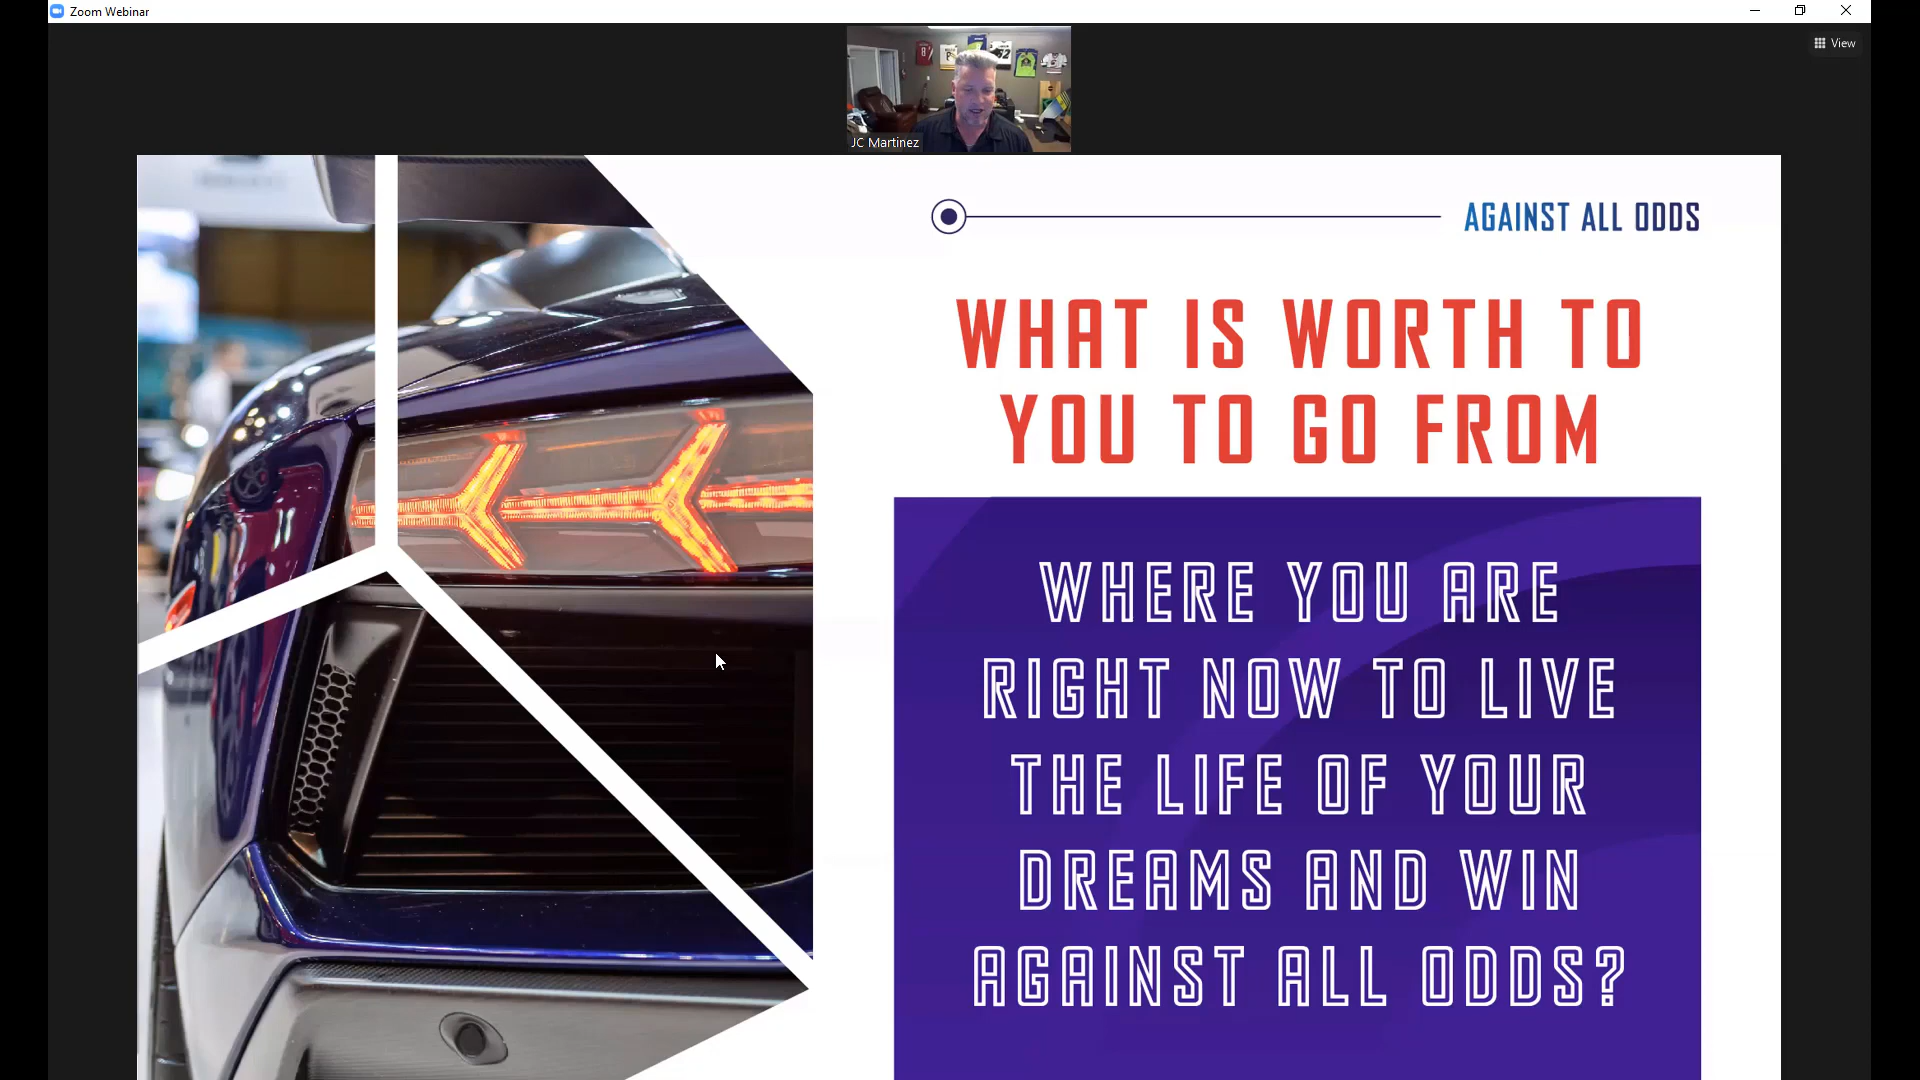 Zoom Webinar
View
JC Martinez
AGAINST ALL ODDS
WHAT IS WORTH TO
YOU TO GO FROM
WHERE YOU ARE
RIGHT NOW TO LIVE
THE LIFE OF YOUR
DREAMS AND WIN
AGAINST ALL ODDS?